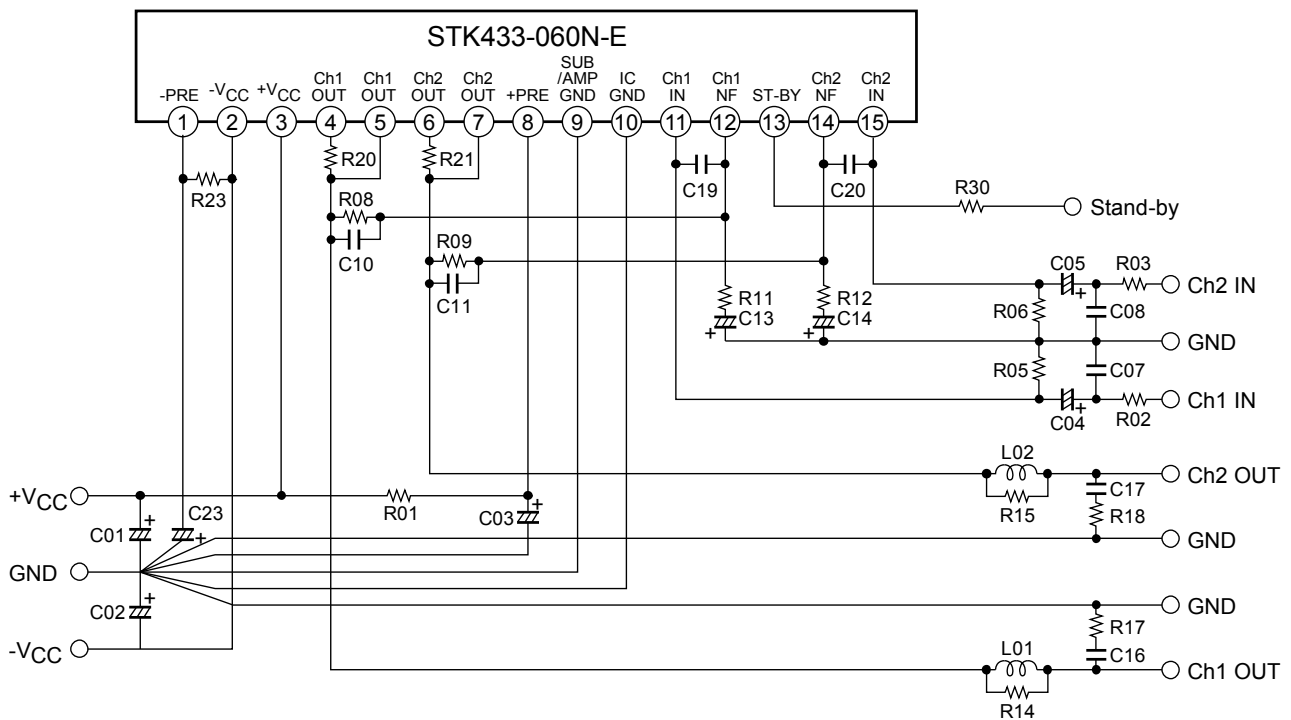 STK433-060N-E
-PRE
-VCC
+VCC
Ch1
OUT
Ch1
OUT
Ch2
OUT
Ch2
OUT
+PRE
SUB
/AMP
GND
IC
GND
Ch1
IN
Ch1
NF
ST-BY
Ch2
NF
Ch2
IN
1 2 3 4 5 6 7 8 9 10 11 12 13 14 15
R20
R21
C19
C20
R23
R30
Stand-by
R08
C10
R09
C11
C05
R03
Ch2 IN
R11
C13
R12
C14
R06
C08
+
+
+
GND
R05
C07
C04
+
R02
Ch1 IN
L02
Ch2 OUT
R15
C17
R18
+VCC
R01
C01
+
C23
+
C03
+
GND
GND
GND
C02
+
R17
C16
-VCC
L01
Ch1 OUT
R14